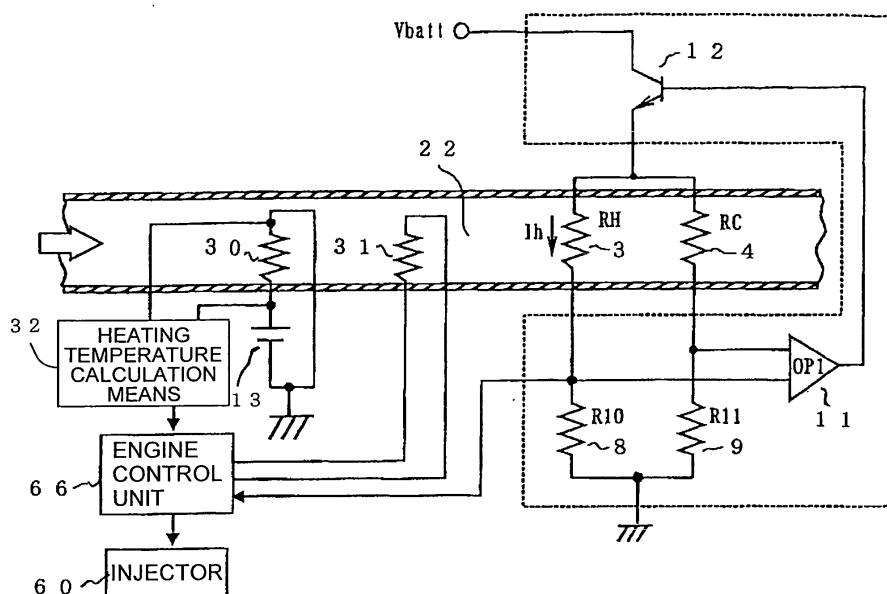 Vbatt
1 2
2 2
3 0
3 1
Ih
RH
3
RC
4
3 2
HEATING
TEMPERATURE
CALCULATION
MEANS
1 3
OP1
1 1
R10
8
R11
9
ENGINE
CONTROL
UNIT
6 6
INJECTOR
6 0